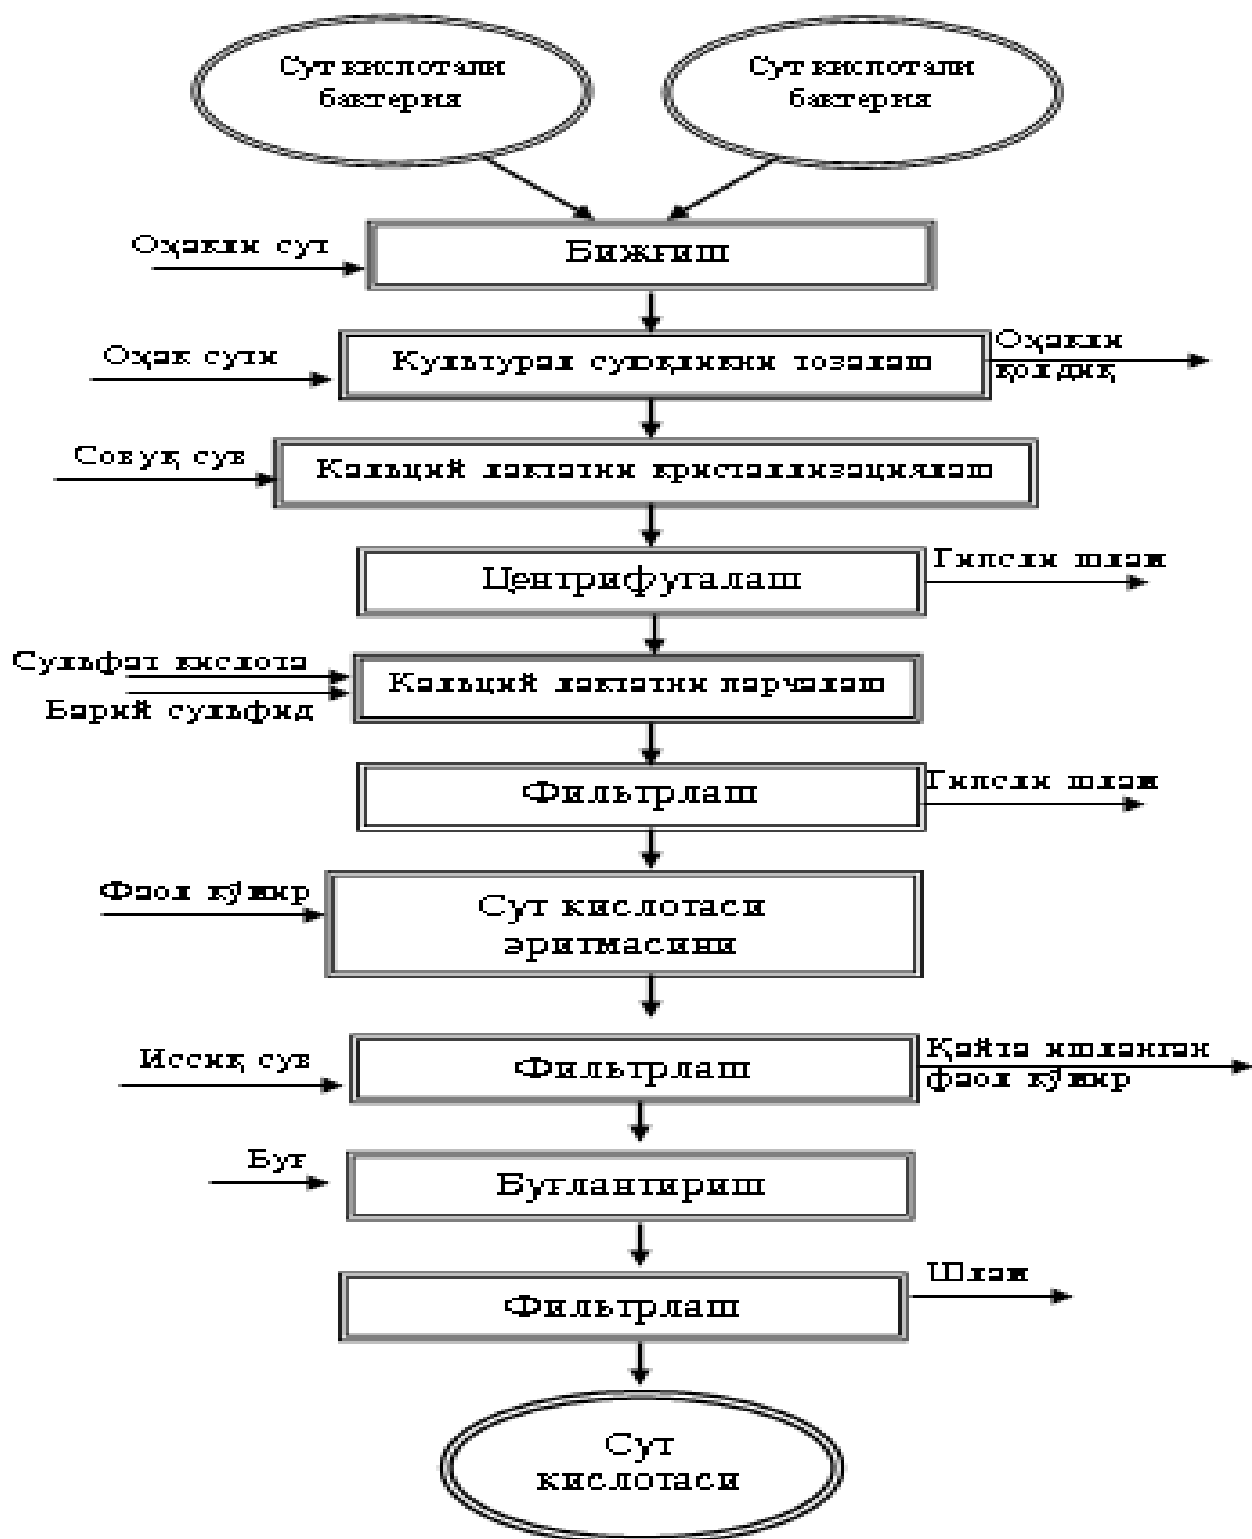 Сут кислотали
бактерия
Сут кислотали
бактерия
Оҳакли сут
Бижғиш
Оҳак сути
Культурал суюқликни тозалаш
Оҳакли
қолдиқ
Совуқ сув
Кальций лактатни кристаллизациялаш
Центрифугалаш
Гипсли шлам
Сульфат кислота
Барий сульфид
Кальций лактатни парчалаш
Фильтрлаш
Гипсли шлам
Фаол кўмир
Сут кислотаси
эритмасини
Иссиқ сув
Фильтрлаш
Қайта ишланган
фаол кўмир
Буғ
Буғлантириш
Фильтрлаш
Шлам
Сут
кислотаси